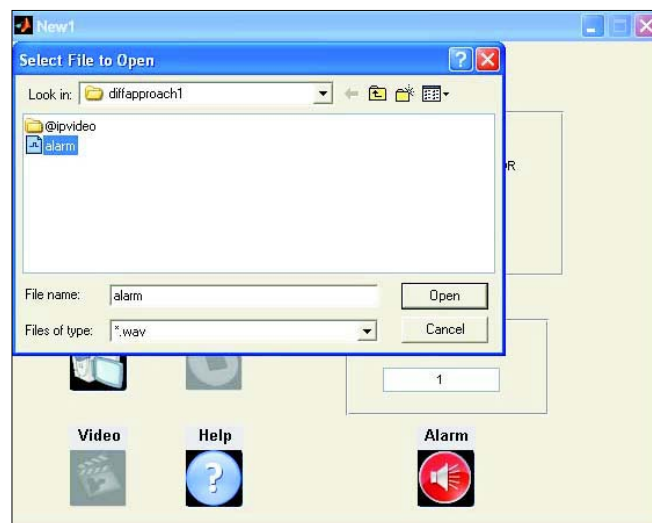 New1
Select File to Open
Look in: diffapproach1
@ipvideo
alarm
File name: alarm Open
Files of type: *.wav Cancel
1
Video Help Alarm